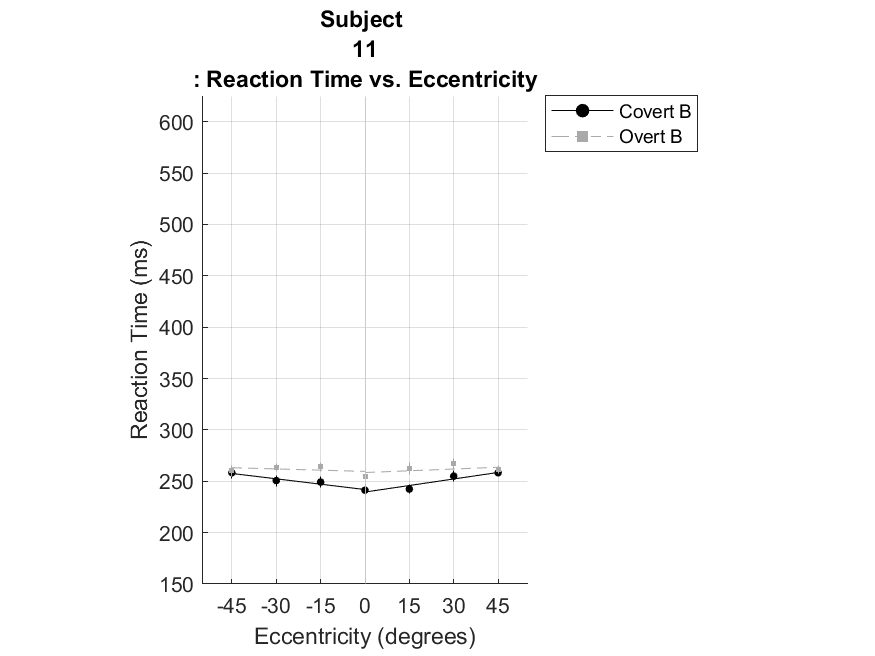 Subject
11
: Reaction Time vs. Eccentricity
Covert B
Overt B
600
550
500
450
400
350
300
250
200
150
Reaction Time (ms)
-45 -30 -15 0 15 30 45
Eccentricity (degrees)